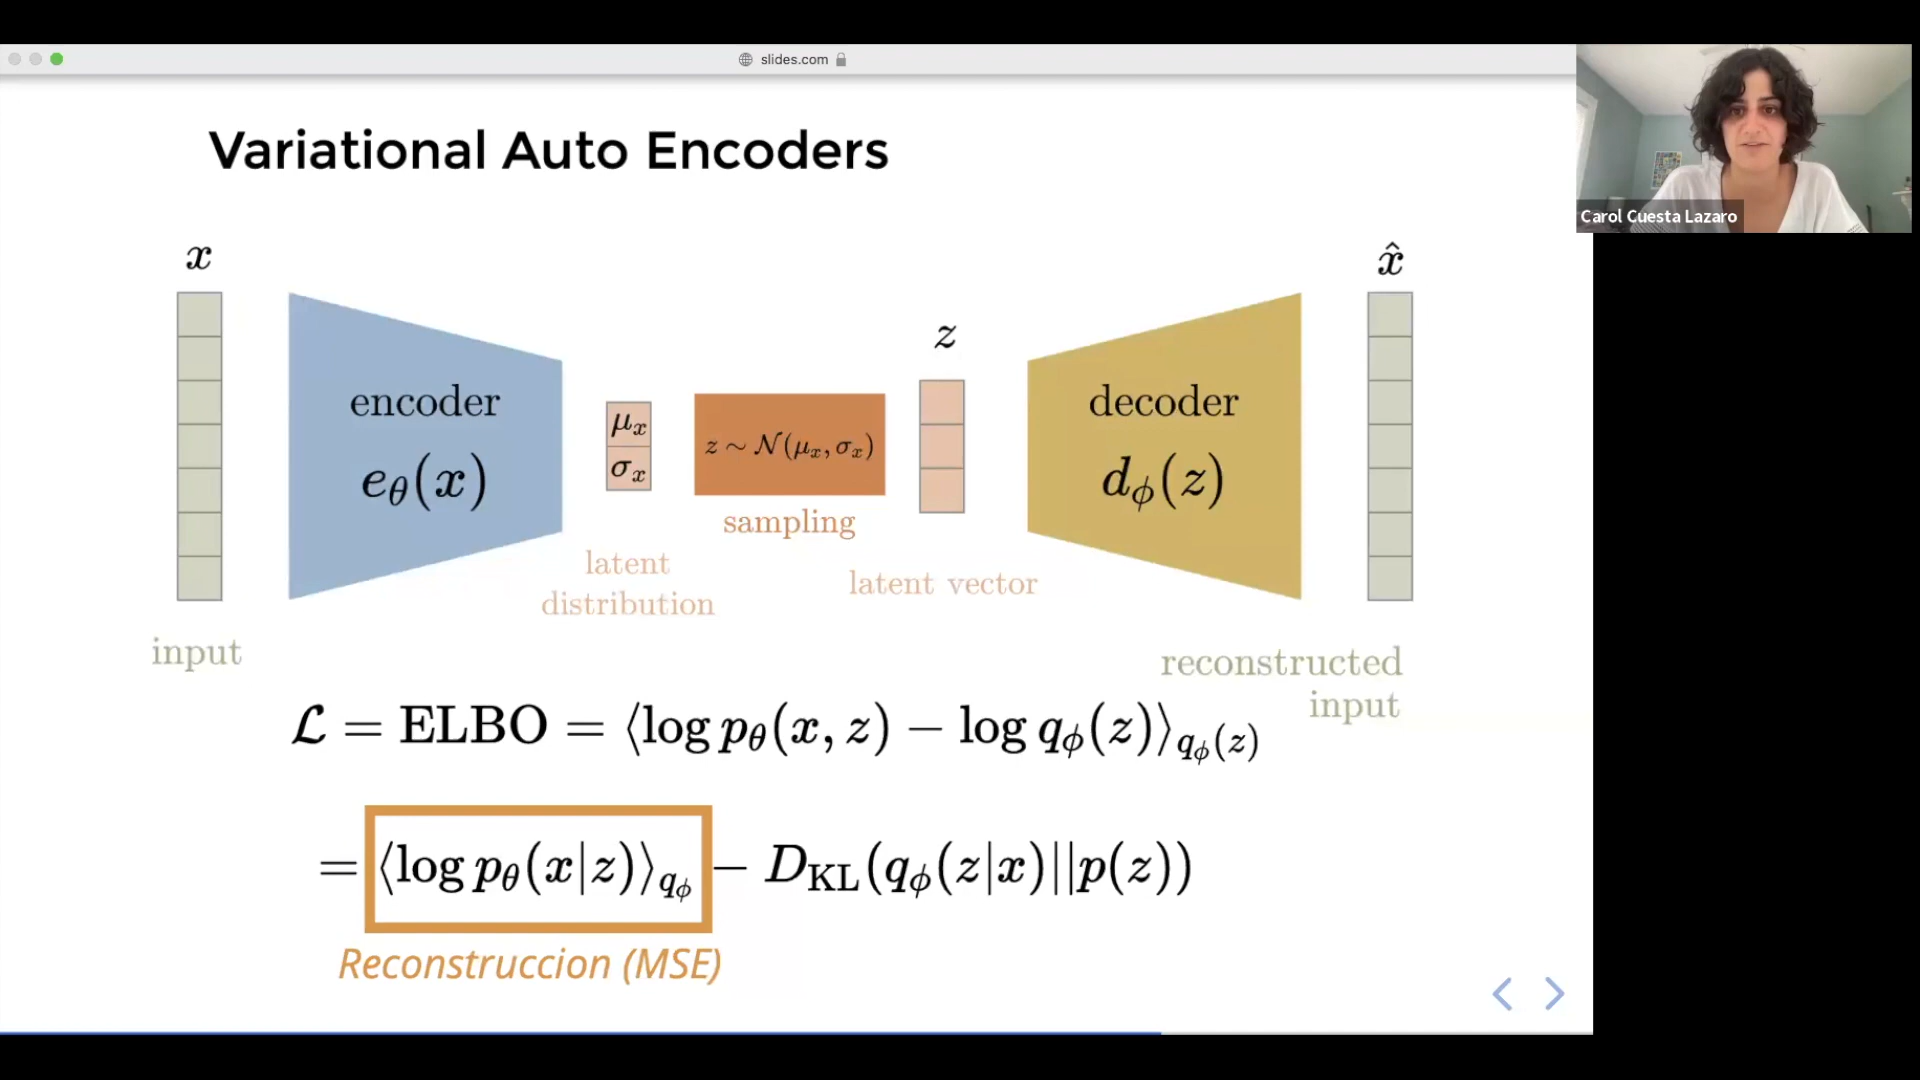 slides.com
Carol Cuesta Lazaro
Variational Auto Encoders
x
x̂
z
encoder
e_θ(x)
μ_x
σ_x
z ∼ 𝒩(μ_x, σ_x)
sampling
latent
distribution
latent vector
decoder
d_ϕ(z)
input
reconstructed
input
ℒ = ELBO = ⟨log p_θ(x, z) − log q_ϕ(z)⟩_{q_ϕ(z)}
= ⟨log p_θ(x|z)⟩_{q_ϕ} − D_KL(q_ϕ(z|x)||p(z))
Reconstruccion (MSE)